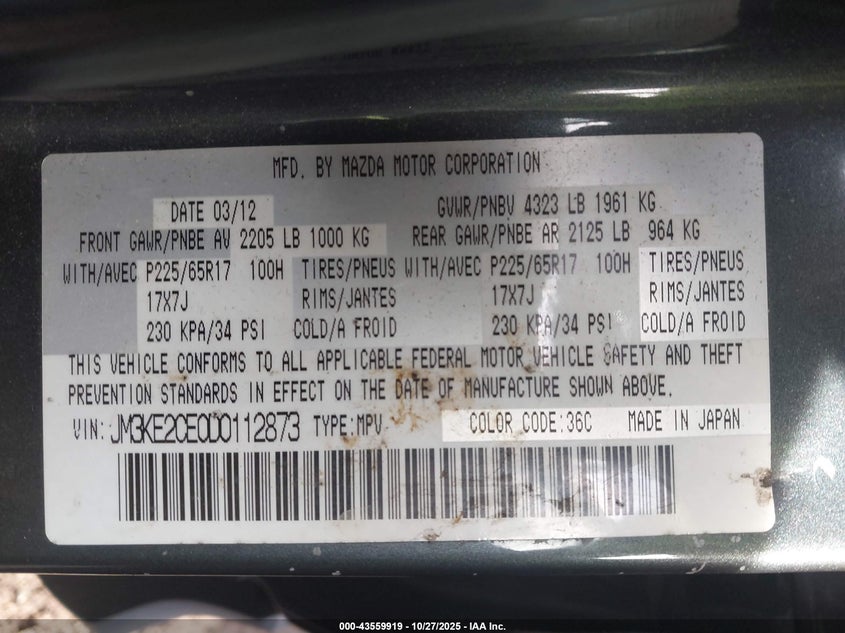 MFD. BY MAZDA MOTOR CORPORATION
DATE 03/12 GVWR/PNBV 4323 LB 1961 KG
FRONT GAWR/PNBE AV 2205 LB 1000 KG REAR GAWR/PNBE AR 2125 LB 964 KG
WITH/AVEC P225/65R17 100H TIRES/PNEUS WITH/AVEC P225/65R17 100H TIRES/PNEUS
17X7J RIMS/JANTES 17X7J RIMS/JANTES
230 KPA/34 PSI COLD/A FROID 230 KPA/34 PSI COLD/A FROID
THIS VEHICLE CONFORMS TO ALL APPLICABLE FEDERAL MOTOR VEHICLE SAFETY AND THEFT
PREVENTION STANDARDS IN EFFECT ON THE DATE OF MANUFACTURE SHOWN ABOVE.
VIN: JM3KE2CE0D0112873 TYPE:MPV COLOR CODE:36C MADE IN JAPAN
000-43559919 - 10/27/2025 - IAA Inc.